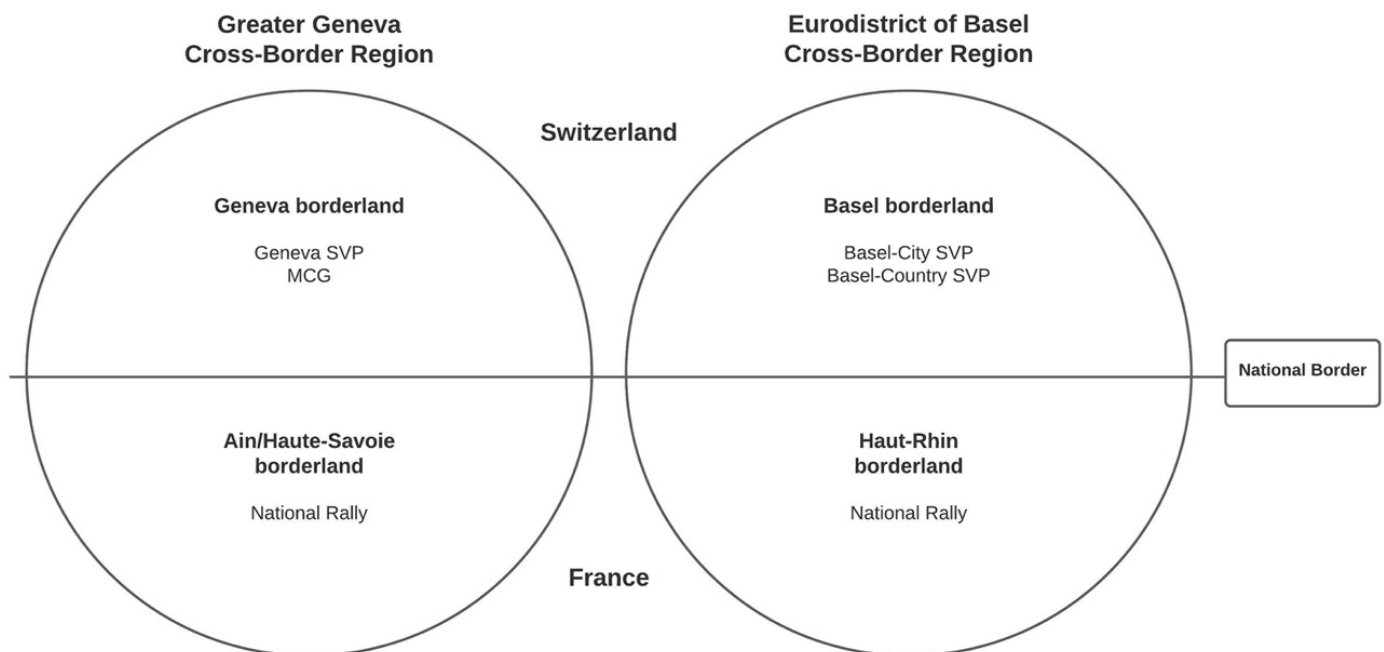 Greater Geneva
Cross-Border Region
Eurodistrict of Basel
Cross-Border Region
Switzerland
Geneva borderland
Geneva SVP
MCG
Basel borderland
Basel-City SVP
Basel-Country SVP
National Border
Ain/Haute-Savoie
borderland
National Rally
Haut-Rhin
borderland
National Rally
France